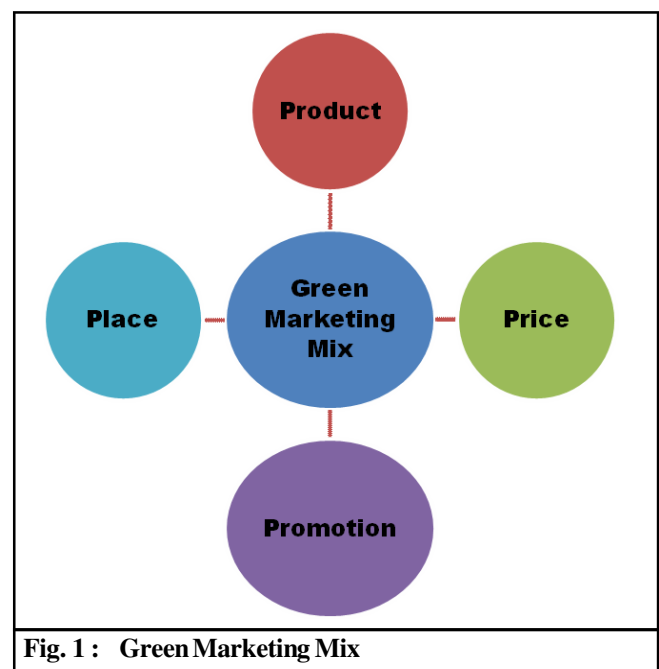 Product
Place
Green
Marketing
Mix
Price
Promotion
Fig. 1 : Green Marketing Mix